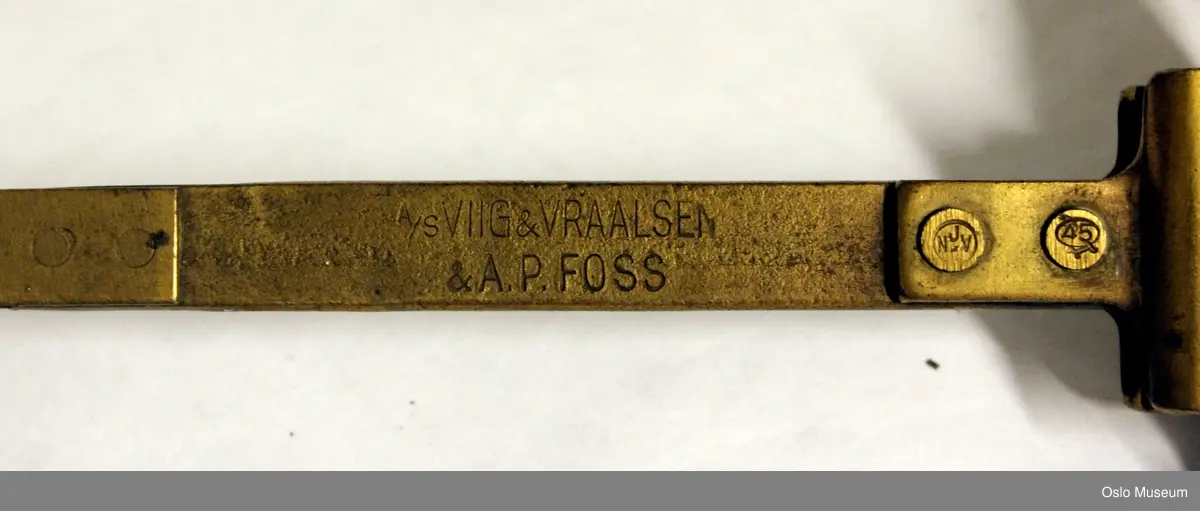 A/S VIIG & VRAALSEN
& A. P. FOSS
45
Oslo Museum